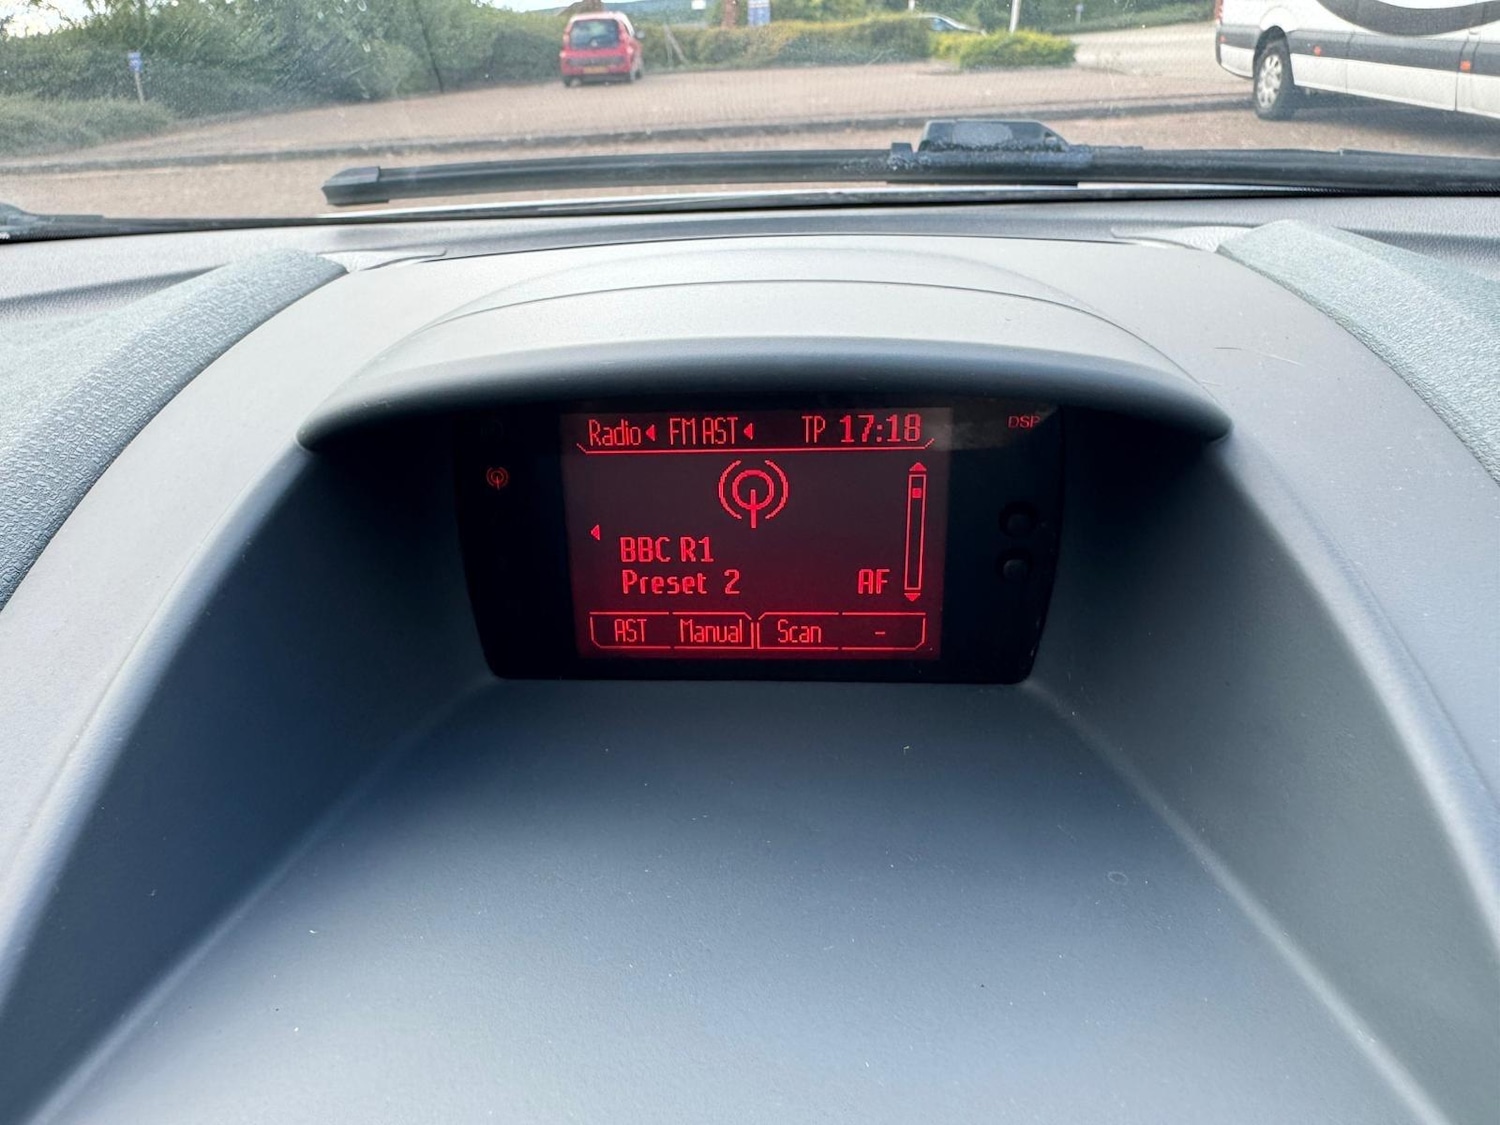 Radio FM AST TP 17:18
DSP
BBC R1
Preset 2 AF
AST Manual Scan -